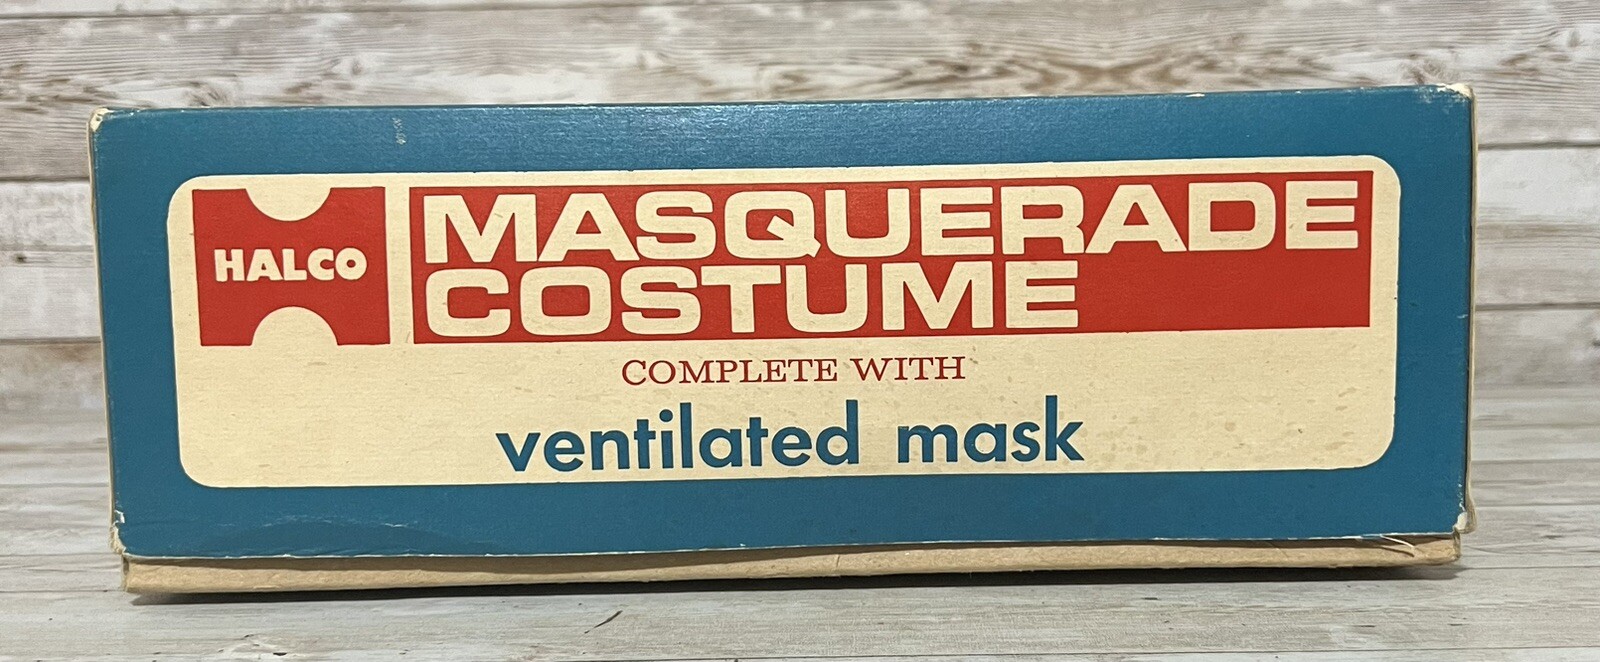 HALCO
MASQUERADE
COSTUME
COMPLETE WITH
ventilated mask